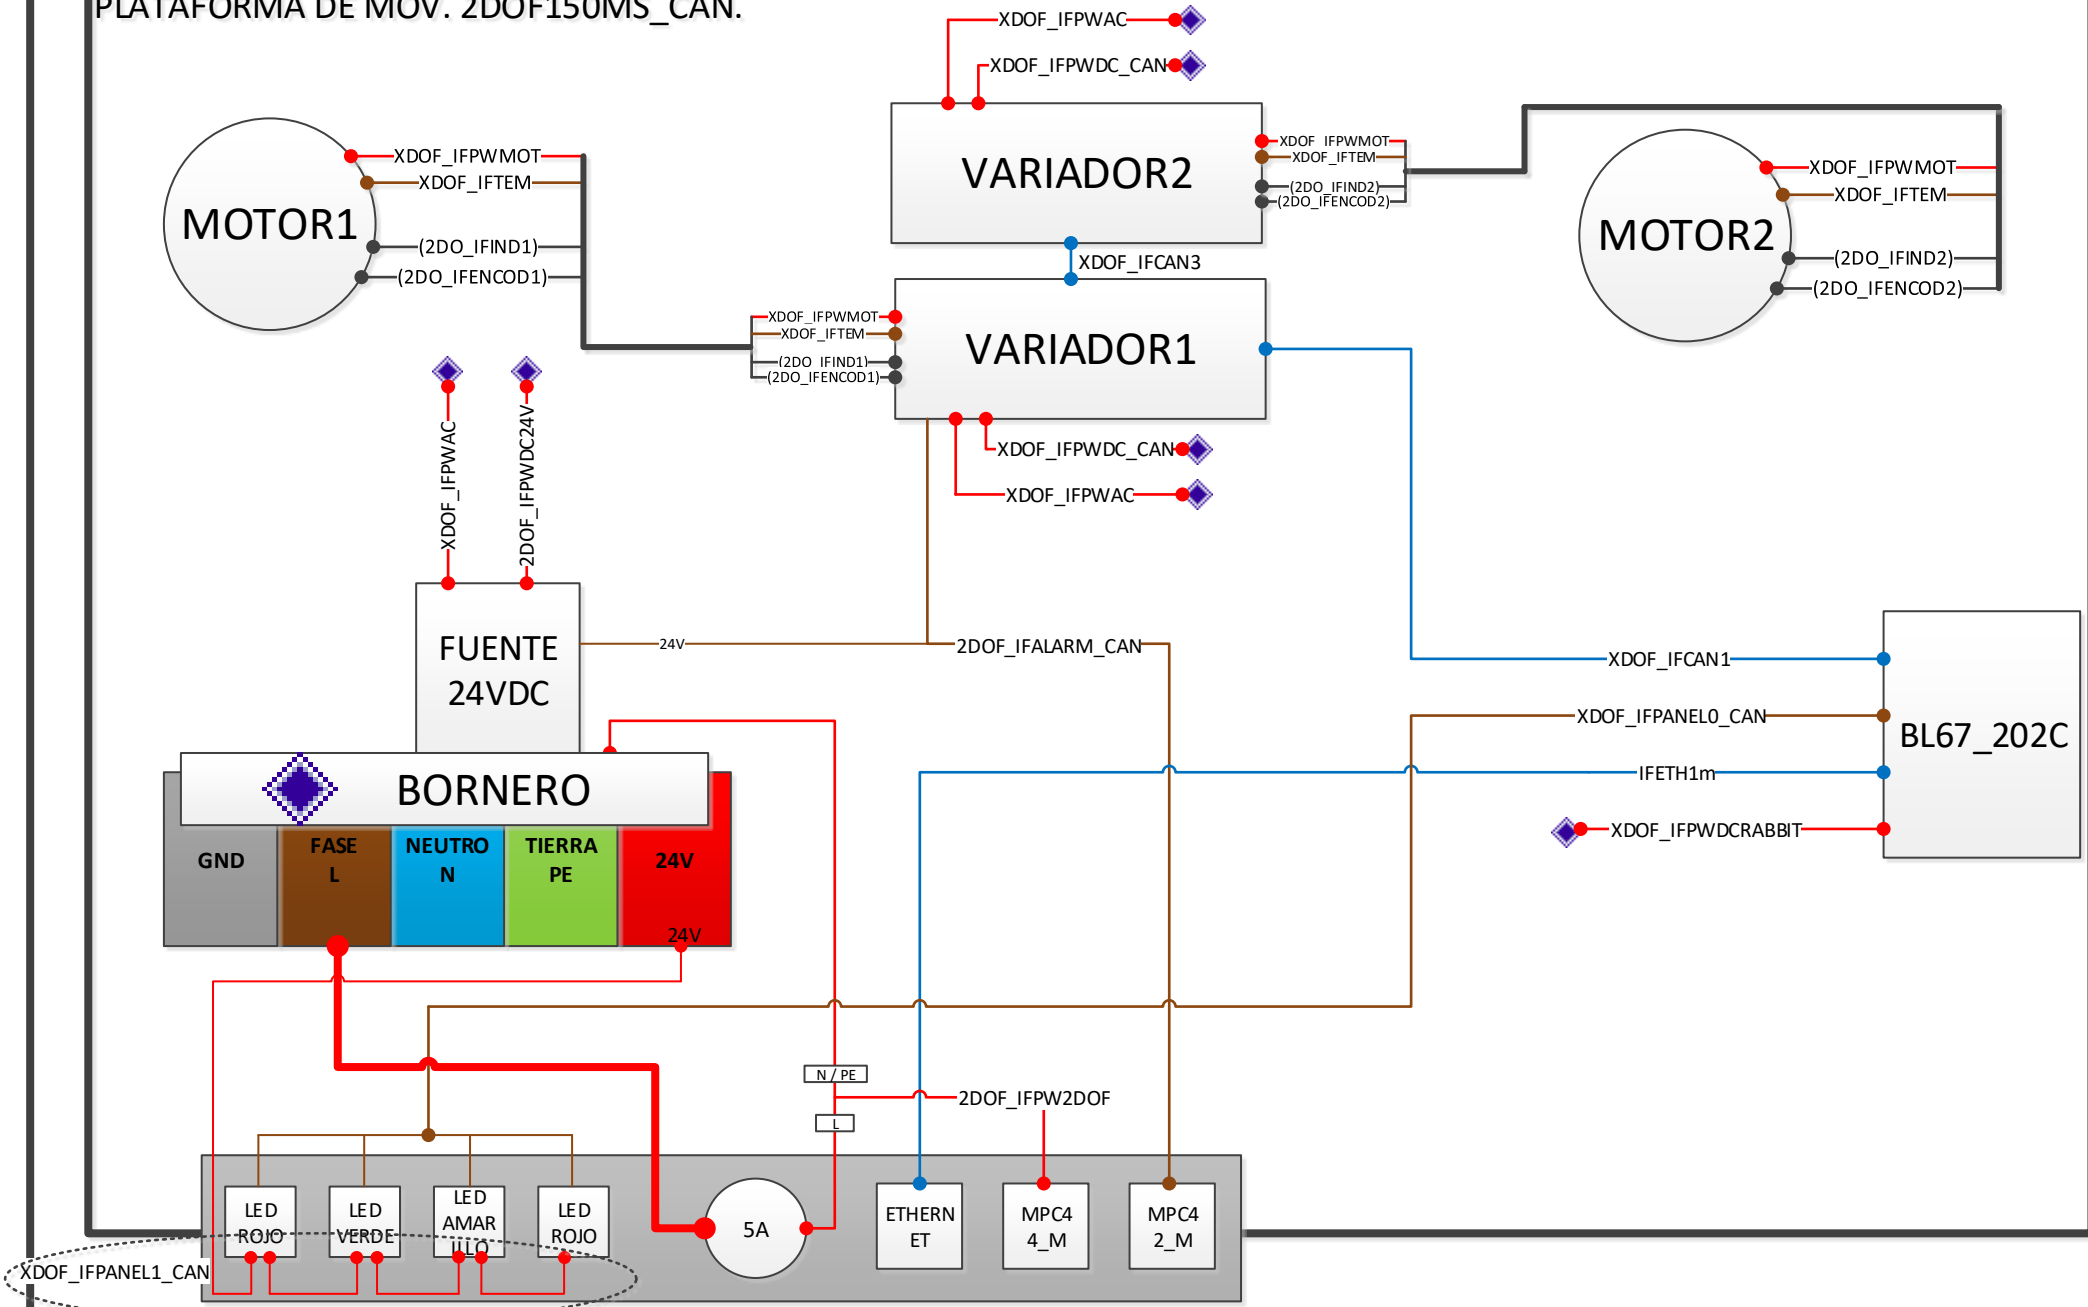 PLATAFORMA DE MOV. 2DOF150MS_CAN.
XDOF_IFPWAC
XDOF_IFPWDC_CAN
MOTOR1
XDOF_IFPWMOT
XDOF_IFTEM
(2DO_IFIND1)
(2DO_IFENCOD1)
VARIADOR2
XDOF_IFPWMOT
XDOF_IFTEM
(2DO_IFIND2)
(2DO_IFENCOD2)
MOTOR2
XDOF_IFPWMOT
XDOF_IFTEM
(2DO_IFIND2)
(2DO_IFENCOD2)
XDOF_IFCAN3
XDOF_IFPWMOT
XDOF_IFTEM
(2DO_IFIND1)
(2DO_IFENCOD1)
VARIADOR1
XDOF_IFPWDC_CAN
XDOF_IFPWAC
XDOF_IFPWAC
2DOF_IFPWDC24V
FUENTE
24VDC
24V
2DOF_IFALARM_CAN
XDOF_IFCAN1
XDOF_IFPANEL0_CAN
IFETH1m
XDOF_IFPWDCRABBIT
BL67_202C
BORNERO
GND
FASE
L
NEUTRO
N
TIERRA
PE
24V
24V
N / PE
L
2DOF_IFPW2DOF
LED
ROJO
LED
VERDE
LED
AMAR
ILLO
LED
ROJO
5A
ETHERN
ET
MPC4
4_M
MPC4
2_M
XDOF_IFPANEL1_CAN